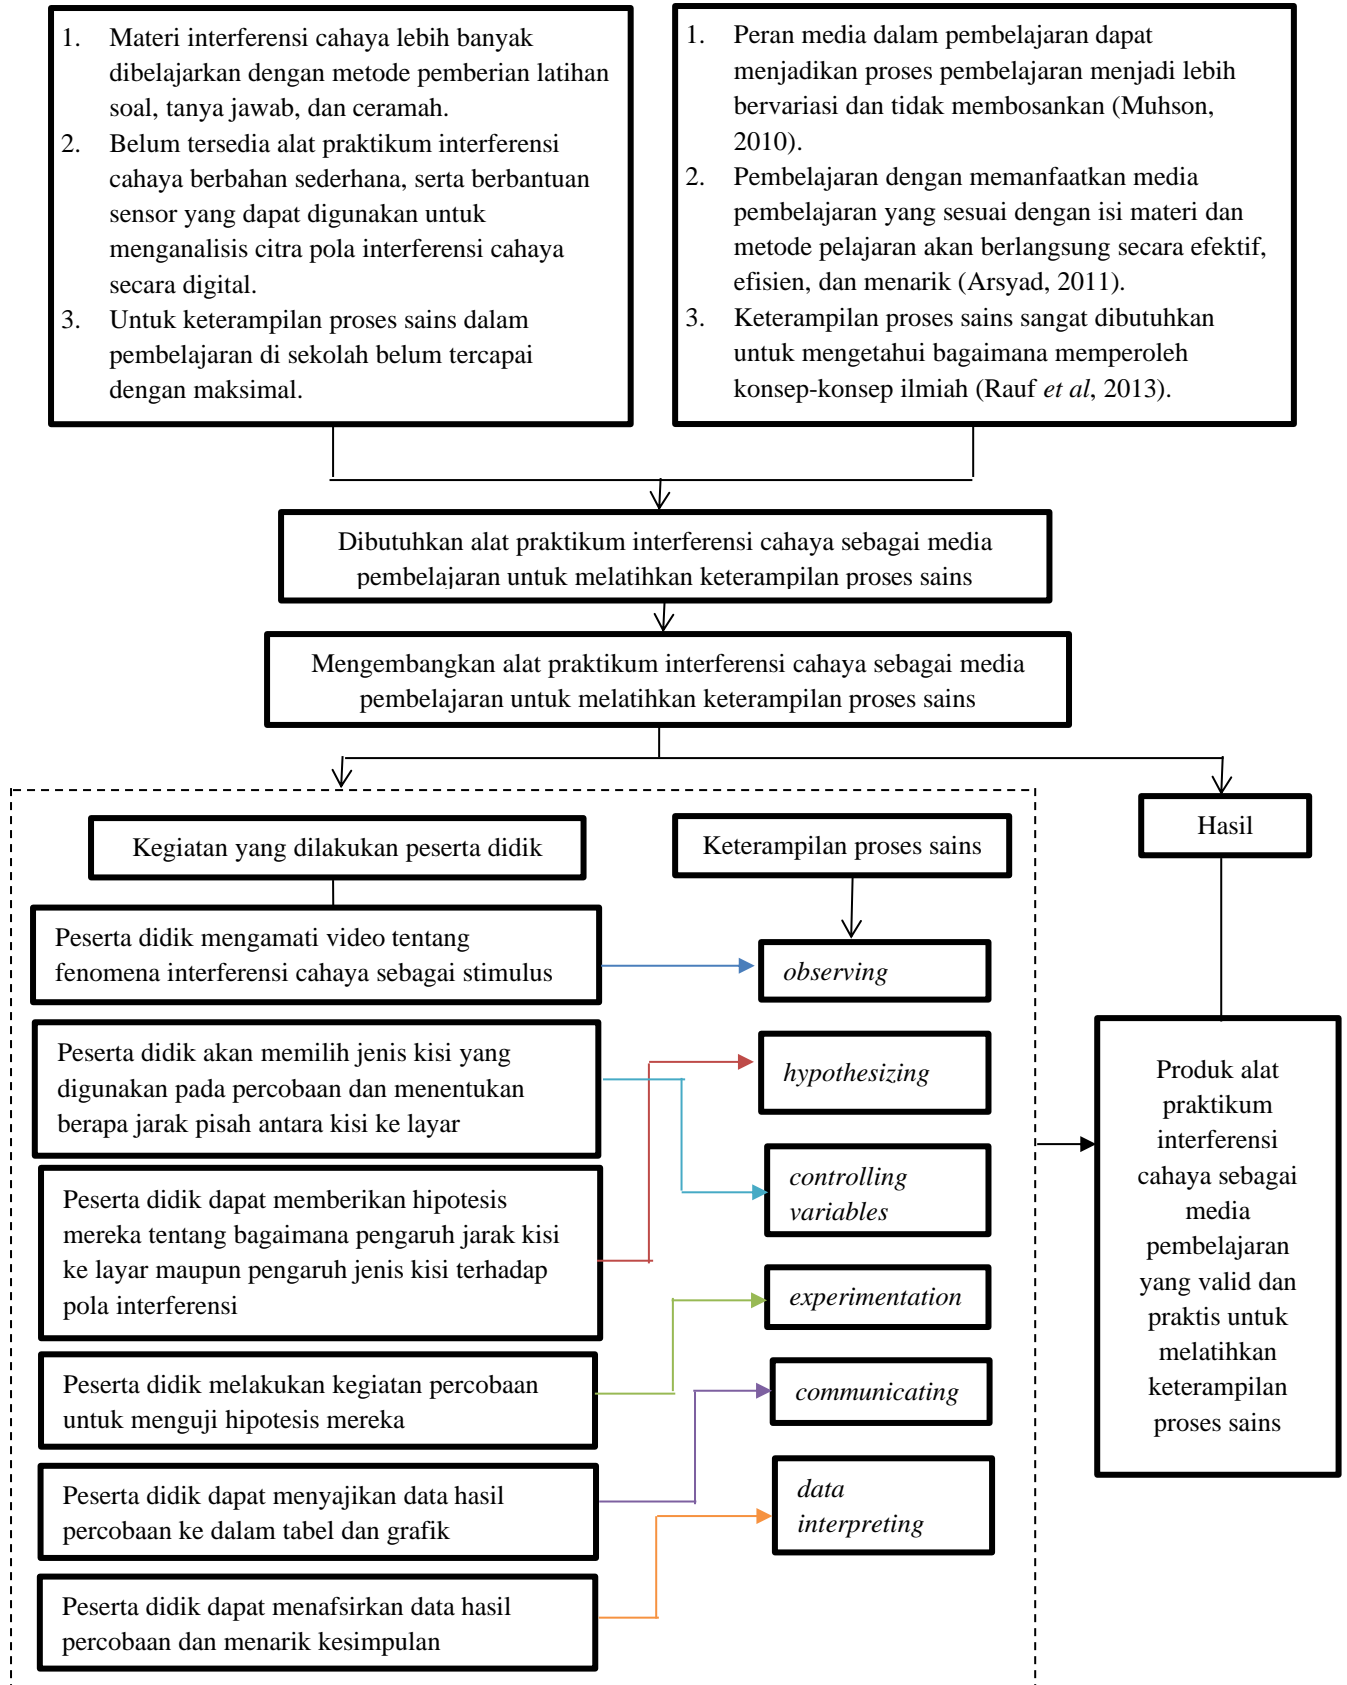 1. Materi interferensi cahaya lebih banyak
dibelajarkan dengan metode pemberian latihan
soal, tanya jawab, dan ceramah.
2. Belum tersedia alat praktikum interferensi
cahaya berbahan sederhana, serta berbantuan
sensor yang dapat digunakan untuk
menganalisis citra pola interferensi cahaya
secara digital.
3. Untuk keterampilan proses sains dalam
pembelajaran di sekolah belum tercapai
dengan maksimal.
1. Peran media dalam pembelajaran dapat
menjadikan proses pembelajaran menjadi lebih
bervariasi dan tidak membosankan (Muhson,
2010).
2. Pembelajaran dengan memanfaatkan media
pembelajaran yang sesuai dengan isi materi dan
metode pelajaran akan berlangsung secara efektif,
efisien, dan menarik (Arsyad, 2011).
3. Keterampilan proses sains sangat dibutuhkan
untuk mengetahui bagaimana memperoleh
konsep-konsep ilmiah (Rauf et al, 2013).
Dibutuhkan alat praktikum interferensi cahaya sebagai media
pembelajaran untuk melatihkan keterampilan proses sains
Mengembangkan alat praktikum interferensi cahaya sebagai media
pembelajaran untuk melatihkan keterampilan proses sains
Kegiatan yang dilakukan peserta didik
Keterampilan proses sains
Hasil
Peserta didik mengamati video tentang
fenomena interferensi cahaya sebagai stimulus
observing
Peserta didik akan memilih jenis kisi yang
digunakan pada percobaan dan menentukan
berapa jarak pisah antara kisi ke layar
hypothesizing
Peserta didik dapat memberikan hipotesis
mereka tentang bagaimana pengaruh jarak kisi
ke layar maupun pengaruh jenis kisi terhadap
pola interferensi
controlling
variables
experimentation
Peserta didik melakukan kegiatan percobaan
untuk menguji hipotesis mereka
communicating
Peserta didik dapat menyajikan data hasil
percobaan ke dalam tabel dan grafik
data
interpreting
Peserta didik dapat menafsirkan data hasil
percobaan dan menarik kesimpulan
Produk alat
praktikum
interferensi
cahaya sebagai
media
pembelajaran
yang valid dan
praktis untuk
melatihkan
keterampilan
proses sains